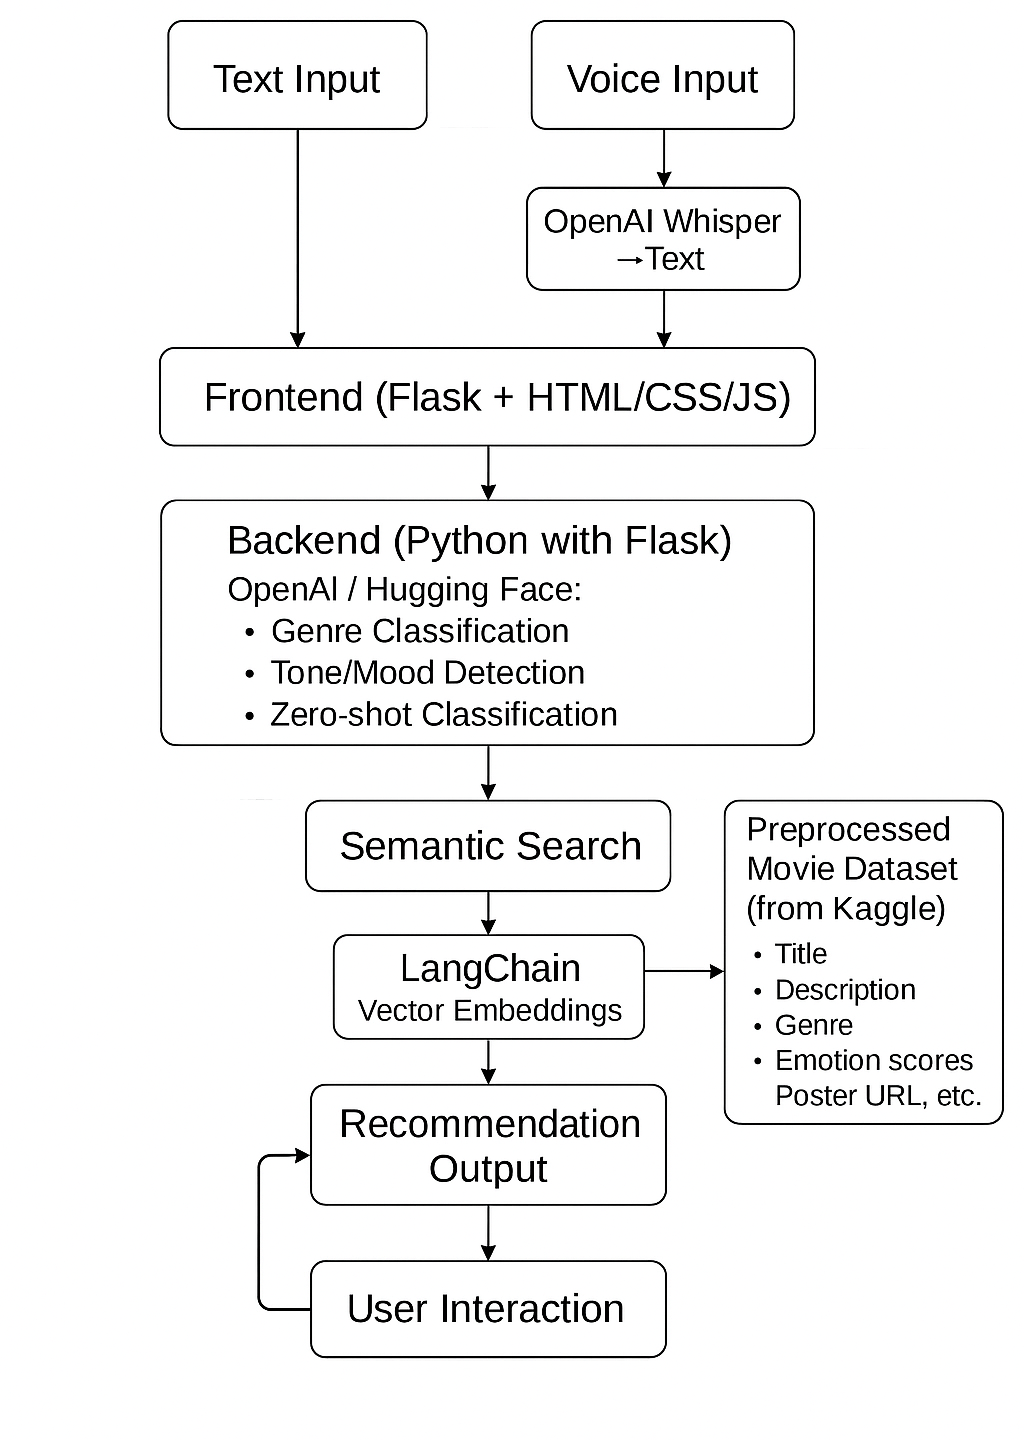 Text Input
Voice Input
OpenAI Whisper
→Text
Frontend (Flask + HTML/CSS/JS)
Backend (Python with Flask)
OpenAI / Hugging Face:
• Genre Classification
• Tone/Mood Detection
• Zero-shot Classification
Semantic Search
LangChain
Vector Embeddings
Preprocessed
Movie Dataset
(from Kaggle)
• Title
• Description
• Genre
• Emotion scores
Poster URL, etc.
Recommendation
Output
User Interaction